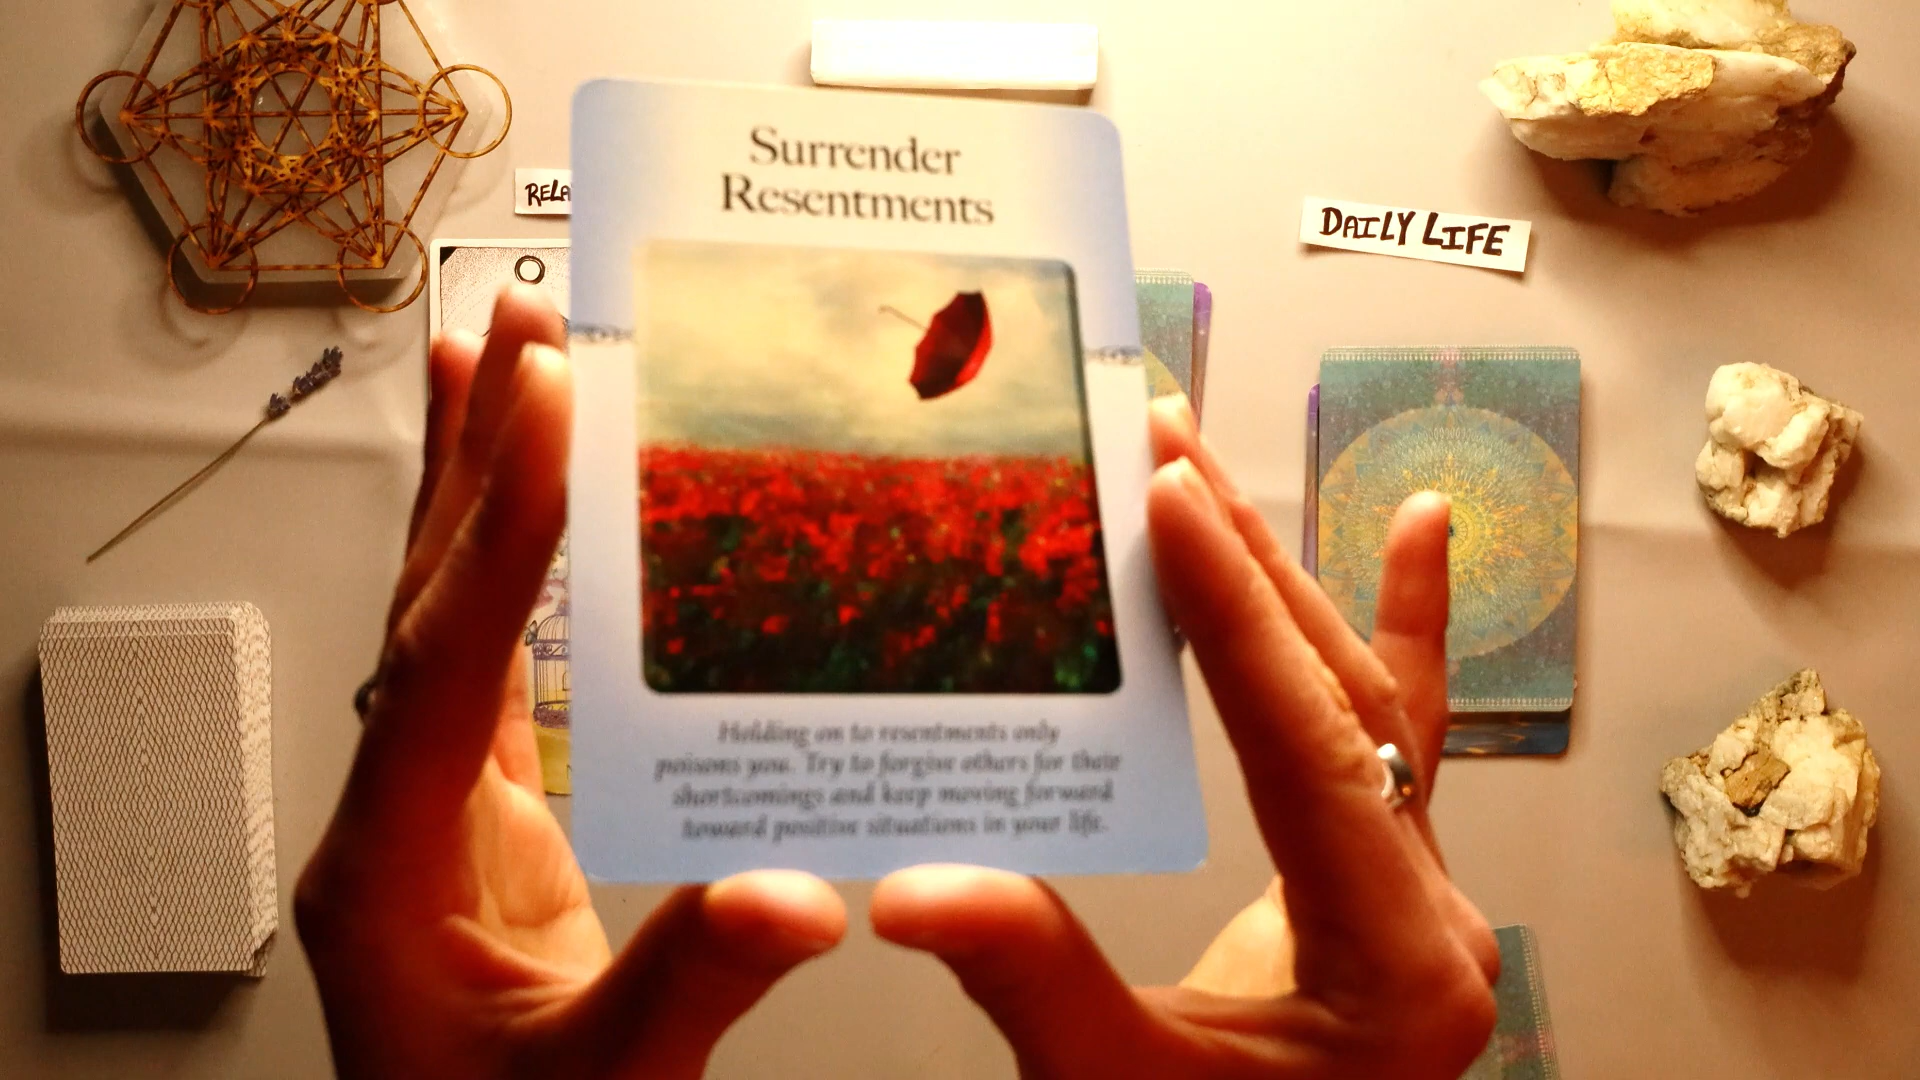 Surrender
Resentments
RELA
DAILY LIFE
Holding on to resentments only
poisons you. Try to forgive others for their
shortcomings and keep moving forward
toward positive situations in your life.